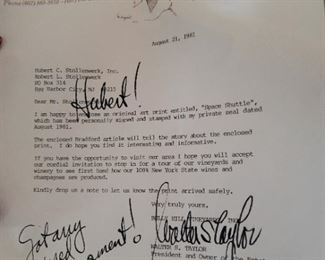 August 21, 1981
Hubert C. Stollenwerk, Inc.
Robert L. Stollenwerk
PO Box 314
Bay Harbor City, NJ
Hubert!
Dear Mr.
I am happy to enclose an original art print entitled, "Space Shuttle",
which has been personally signed and stamped with my private seal dated
August 1981.
The enclosed Bradford article will tell the story about the enclosed
print. I do hope you find it interesting and informative.
If you have the opportunity to visit our area I hope you will accept
our cordial invitation to stop in for a tour of our vineyards and
winery to see first hand how our 100% New York State wines and
champagnes are produced.
Kindly drop us a note to let us know the print arrived safely.
Very truly yours,
Walter S Taylor
WALTER S. TAYLOR
President and Owner of the
Got any